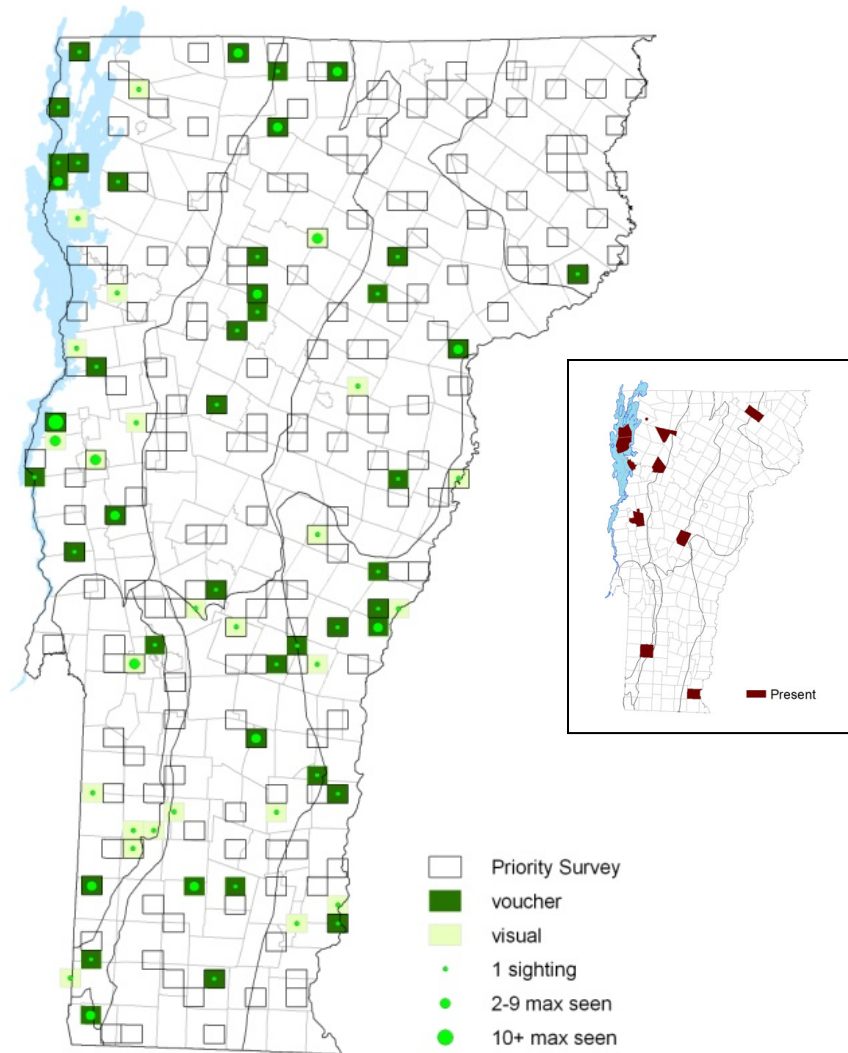 Present
Priority Survey
voucher
visual
1 sighting
2-9 max seen
10+ max seen